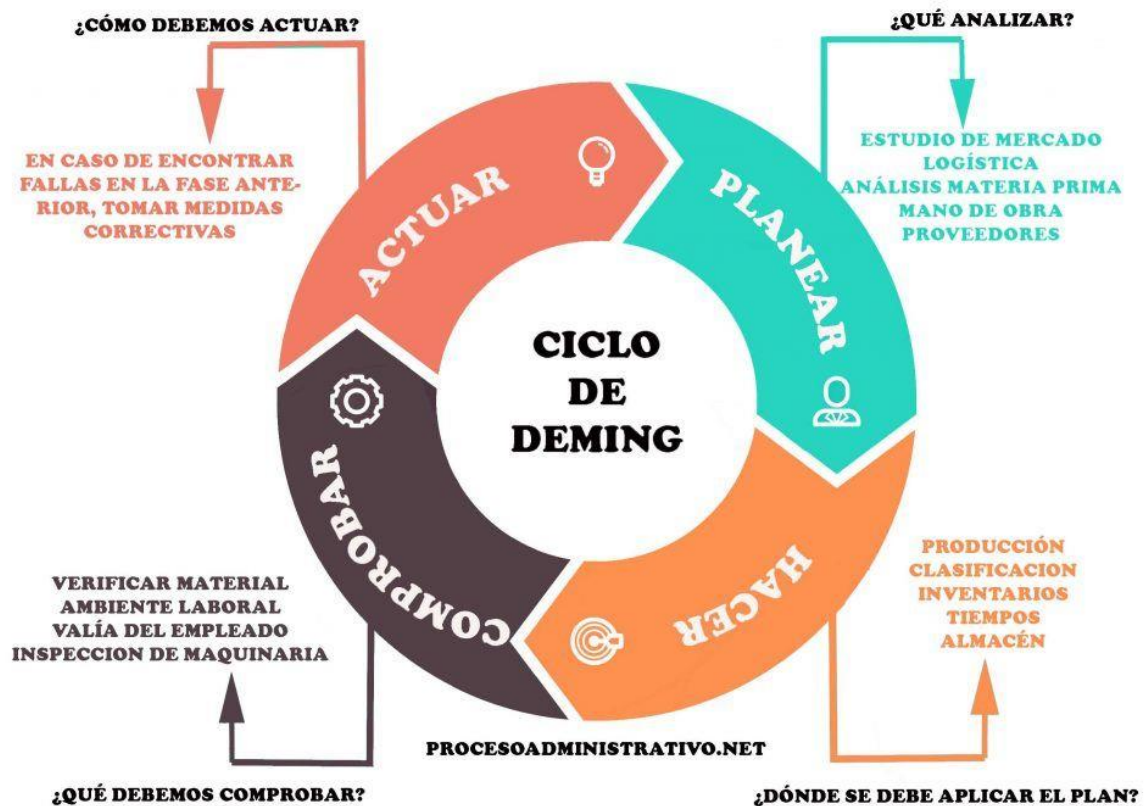 ¿CÓMO DEBEMOS ACTUAR?
¿QUÉ ANALIZAR?
EN CASO DE ENCONTRAR
FALLAS EN LA FASE ANTE-
RIOR, TOMAR MEDIDAS
CORRECTIVAS
ESTUDIO DE MERCADO
LOGÍSTICA
ANÁLISIS MATERIA PRIMA
MANO DE OBRA
PROVEEDORES
ACTUAR
PLANEAR
CICLO
DE
DEMING
COMPROBAR
HACER
VERIFICAR MATERIAL
AMBIENTE LABORAL
VALÍA DEL EMPLEADO
INSPECCION DE MAQUINARIA
PRODUCCIÓN
CLASIFICACION
INVENTARIOS
TIEMPOS
ALMACÉN
PROCESOADMINISTRATIVO.NET
¿QUÉ DEBEMOS COMPROBAR?
¿DÓNDE SE DEBE APLICAR EL PLAN?